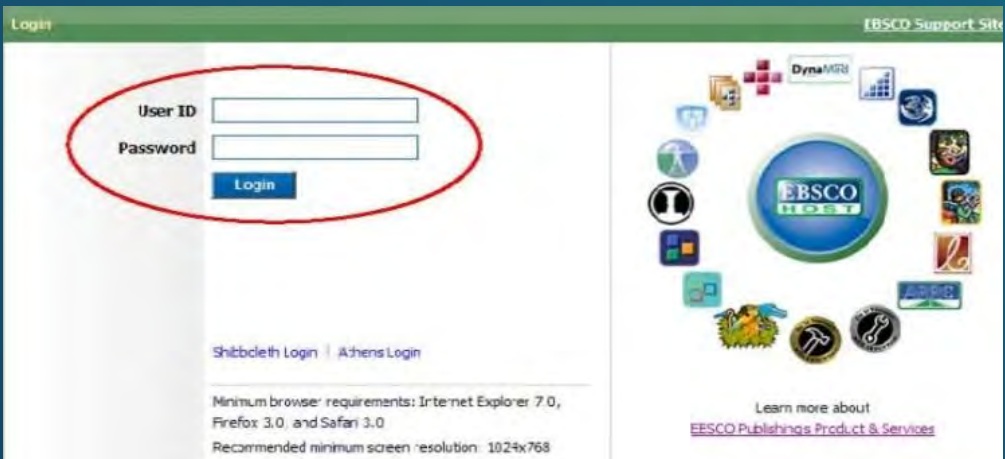 Login
EBSCO Support Site
User ID
Password
Login
DynaMED
EBSCO
HOST
Shibboleth Login | Athens Login
Minimum browser requirements: Internet Explorer 7.0,
Firefox 3.0, and Safari 3.0
Recommended minimum screen resolution: 1024x768
Learn more about
EBSCO Publishing's Product & Services